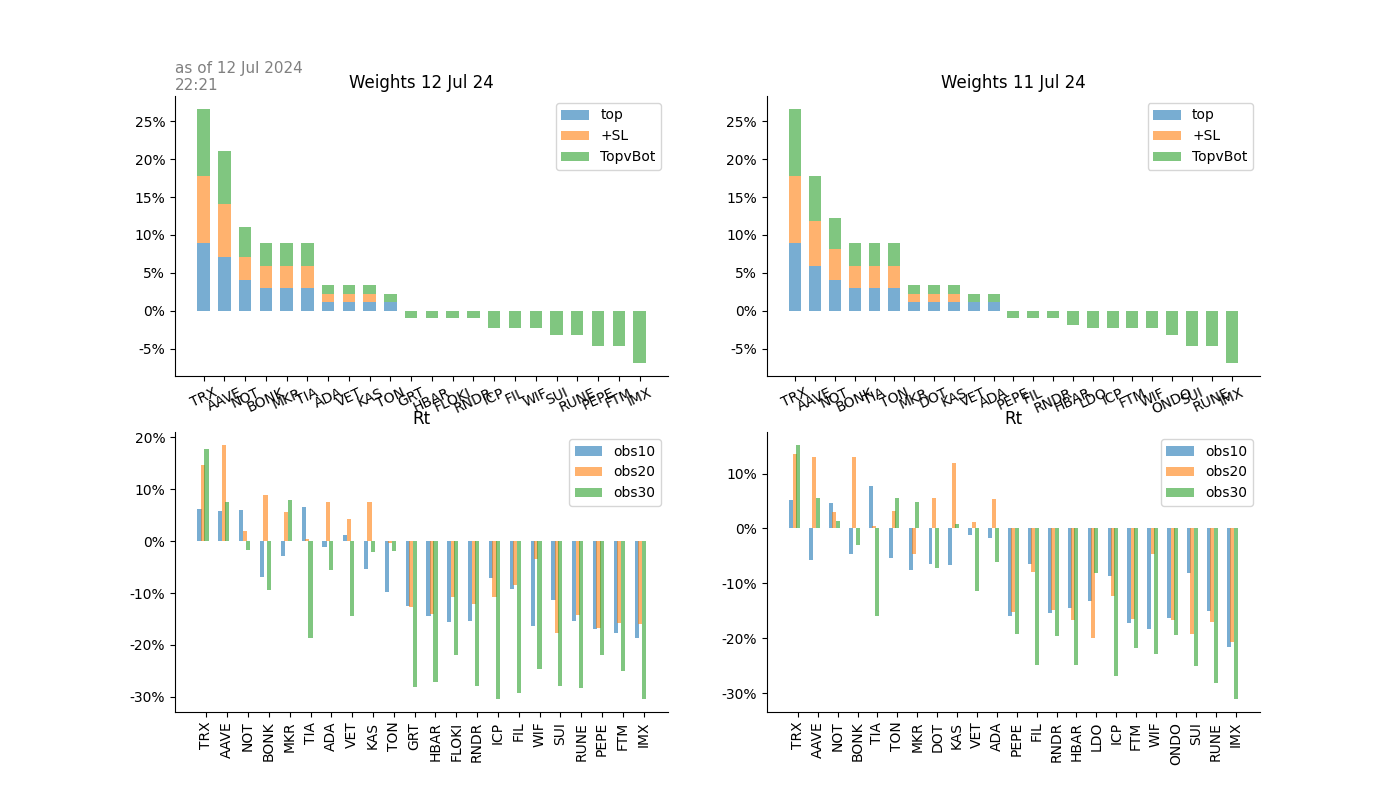 as of 12 Jul 2024
22:21
Weights 12 Jul 24
25%
20%
15%
10%
5%
0%
-5%
top
+SL
TopvBot
TRX
AAVE
NOT
BONK
MKR
TIA
ADA
VET
KAS
TON
GRT
HBAR
FLOKI
RNDR
ICP
FIL
WIF
SUI
RUNE
PEPE
FTM
IMX
Weights 11 Jul 24
25%
20%
15%
10%
5%
0%
-5%
top
+SL
TopvBot
TRX
AAVE
NOT
BONK
TIA
TON
MKR
DOT
KAS
VET
ADA
PEPE
FIL
RNDR
HBAR
LDO
ICP
FTM
WIF
ONDO
SUI
RUNE
IMX
Rt
20%
10%
0%
-10%
-20%
-30%
obs10
obs20
obs30
TRX
AAVE
NOT
BONK
MKR
TIA
ADA
VET
KAS
TON
GRT
HBAR
FLOKI
RNDR
ICP
FIL
WIF
SUI
RUNE
PEPE
FTM
IMX
Rt
10%
0%
-10%
-20%
-30%
obs10
obs20
obs30
TRX
AAVE
NOT
BONK
TIA
TON
MKR
DOT
KAS
VET
ADA
PEPE
FIL
RNDR
HBAR
LDO
ICP
FTM
WIF
ONDO
SUI
RUNE
IMX